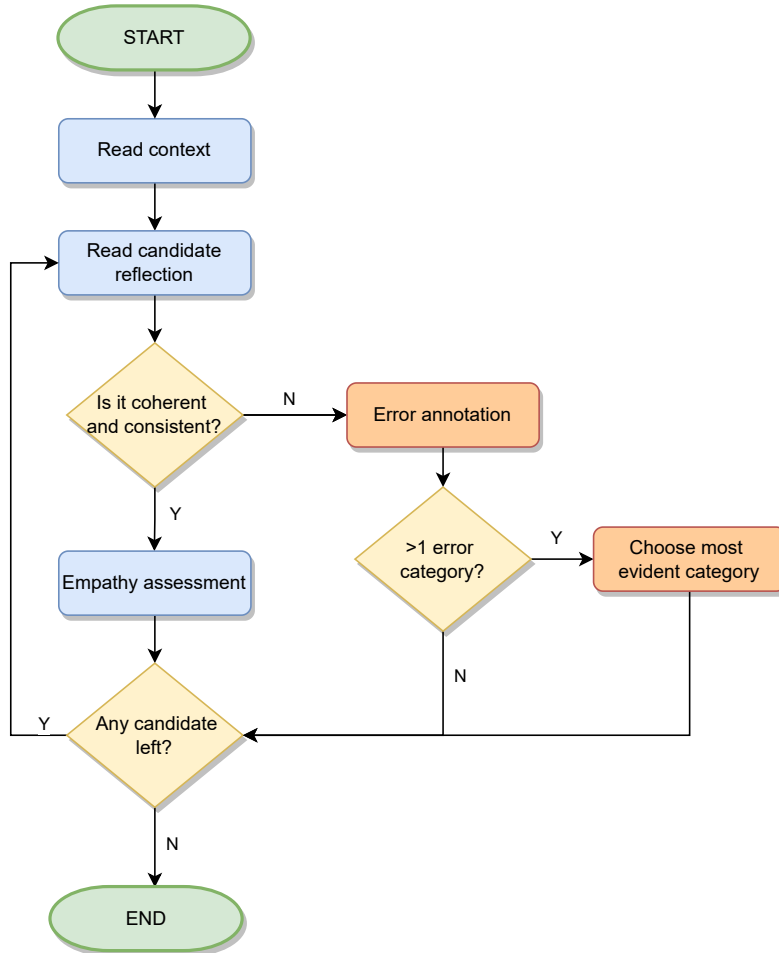 START
Read context
Read candidate
reflection
Is it coherent
and consistent?
N
Error annotation
Y
>1 error
category?
Y
Choose most
evident category
Empathy assessment
N
Any candidate
left?
Y
N
END